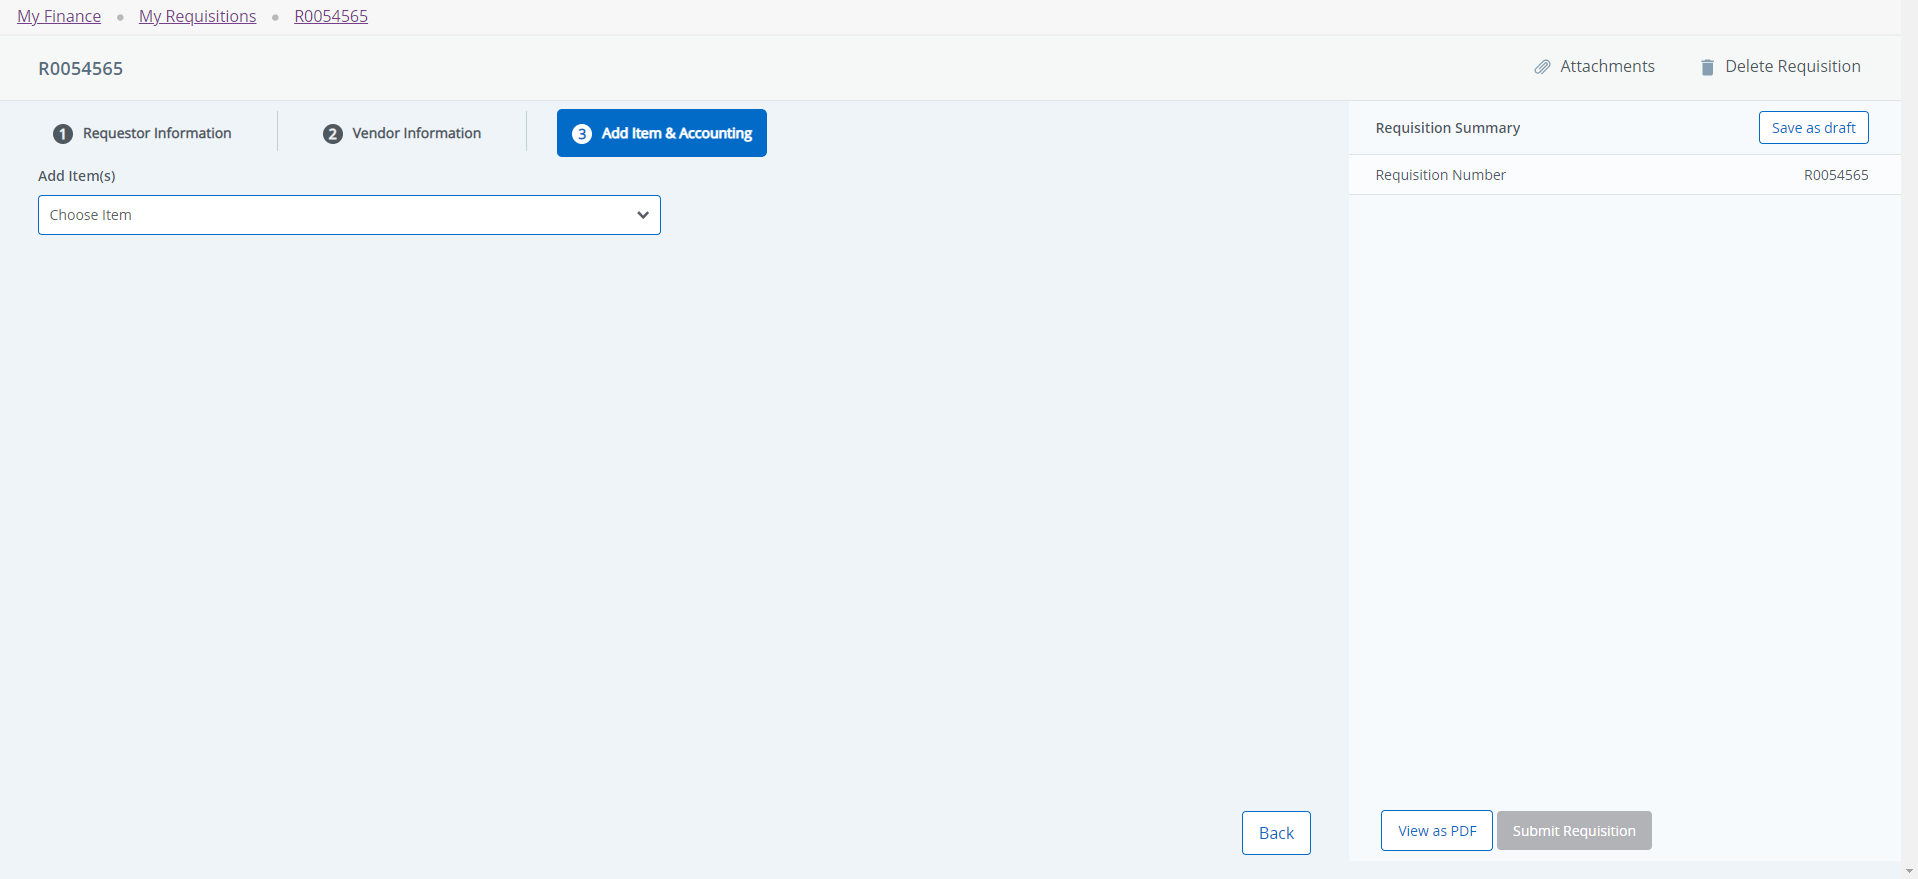 My Finance • My Requisitions • R0054565
R0054565
Attachments
Delete Requisition
1 Requestor Information
2 Vendor Information
3 Add Item & Accounting
Add Item(s)
Choose Item
Requisition Summary
Save as draft
Requisition Number R0054565
Back
View as PDF
Submit Requisition